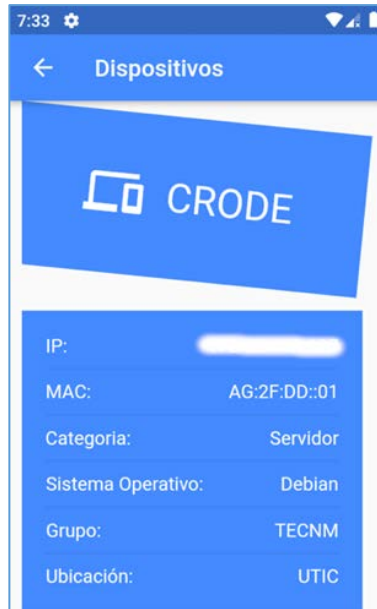 7:33
Dispositivos
CRODE
IP:
MAC: AG:2F:DD::01
Categoria: Servidor
Sistema Operativo: Debian
Grupo: TECNM
Ubicación: UTIC